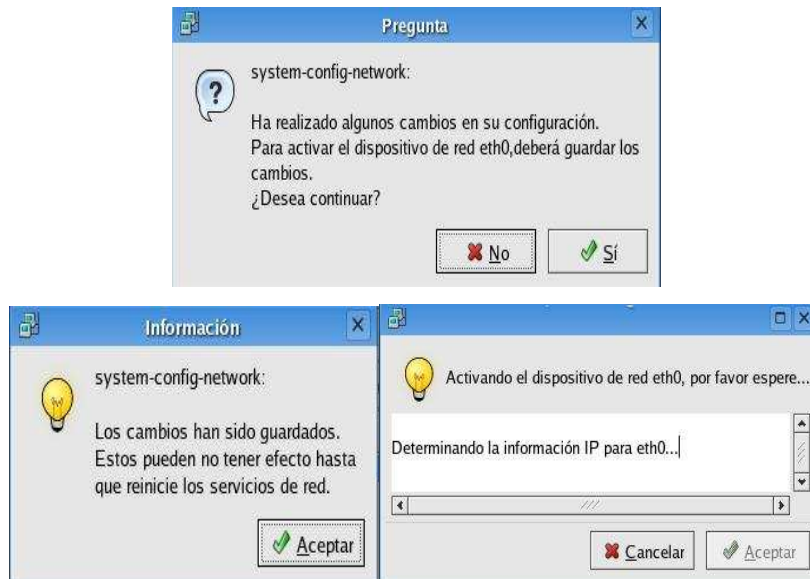 Pregunta
system-config-network:
Ha realizado algunos cambios en su configuración.
Para activar el dispositivo de red eth0,deberá guardar los
cambios.
¿Desea continuar?
No
Sí
Información
system-config-network:
Los cambios han sido guardados.
Estos pueden no tener efecto hasta
que reinicie los servicios de red.
Aceptar
Activando el dispositivo de red eth0, por favor espere...
Determinando la información IP para eth0...
Cancelar
Aceptar